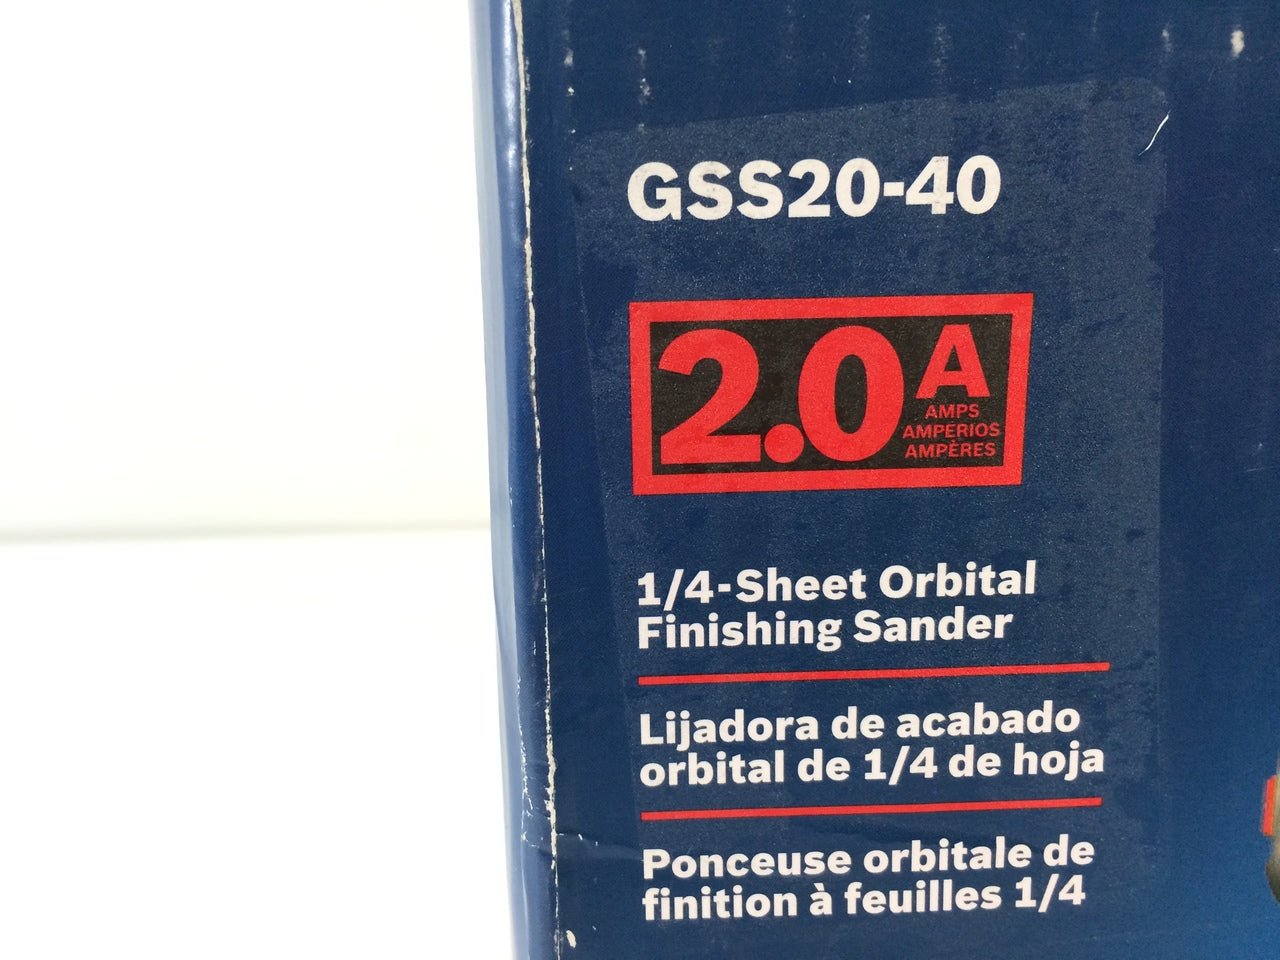 GSS20-40
2.0 A
AMPS
AMPERIOS
AMPÈRES
1/4-Sheet Orbital
Finishing Sander
Lijadora de acabado
orbital de 1/4 de hoja
Ponceuse orbitale de
finition à feuilles 1/4